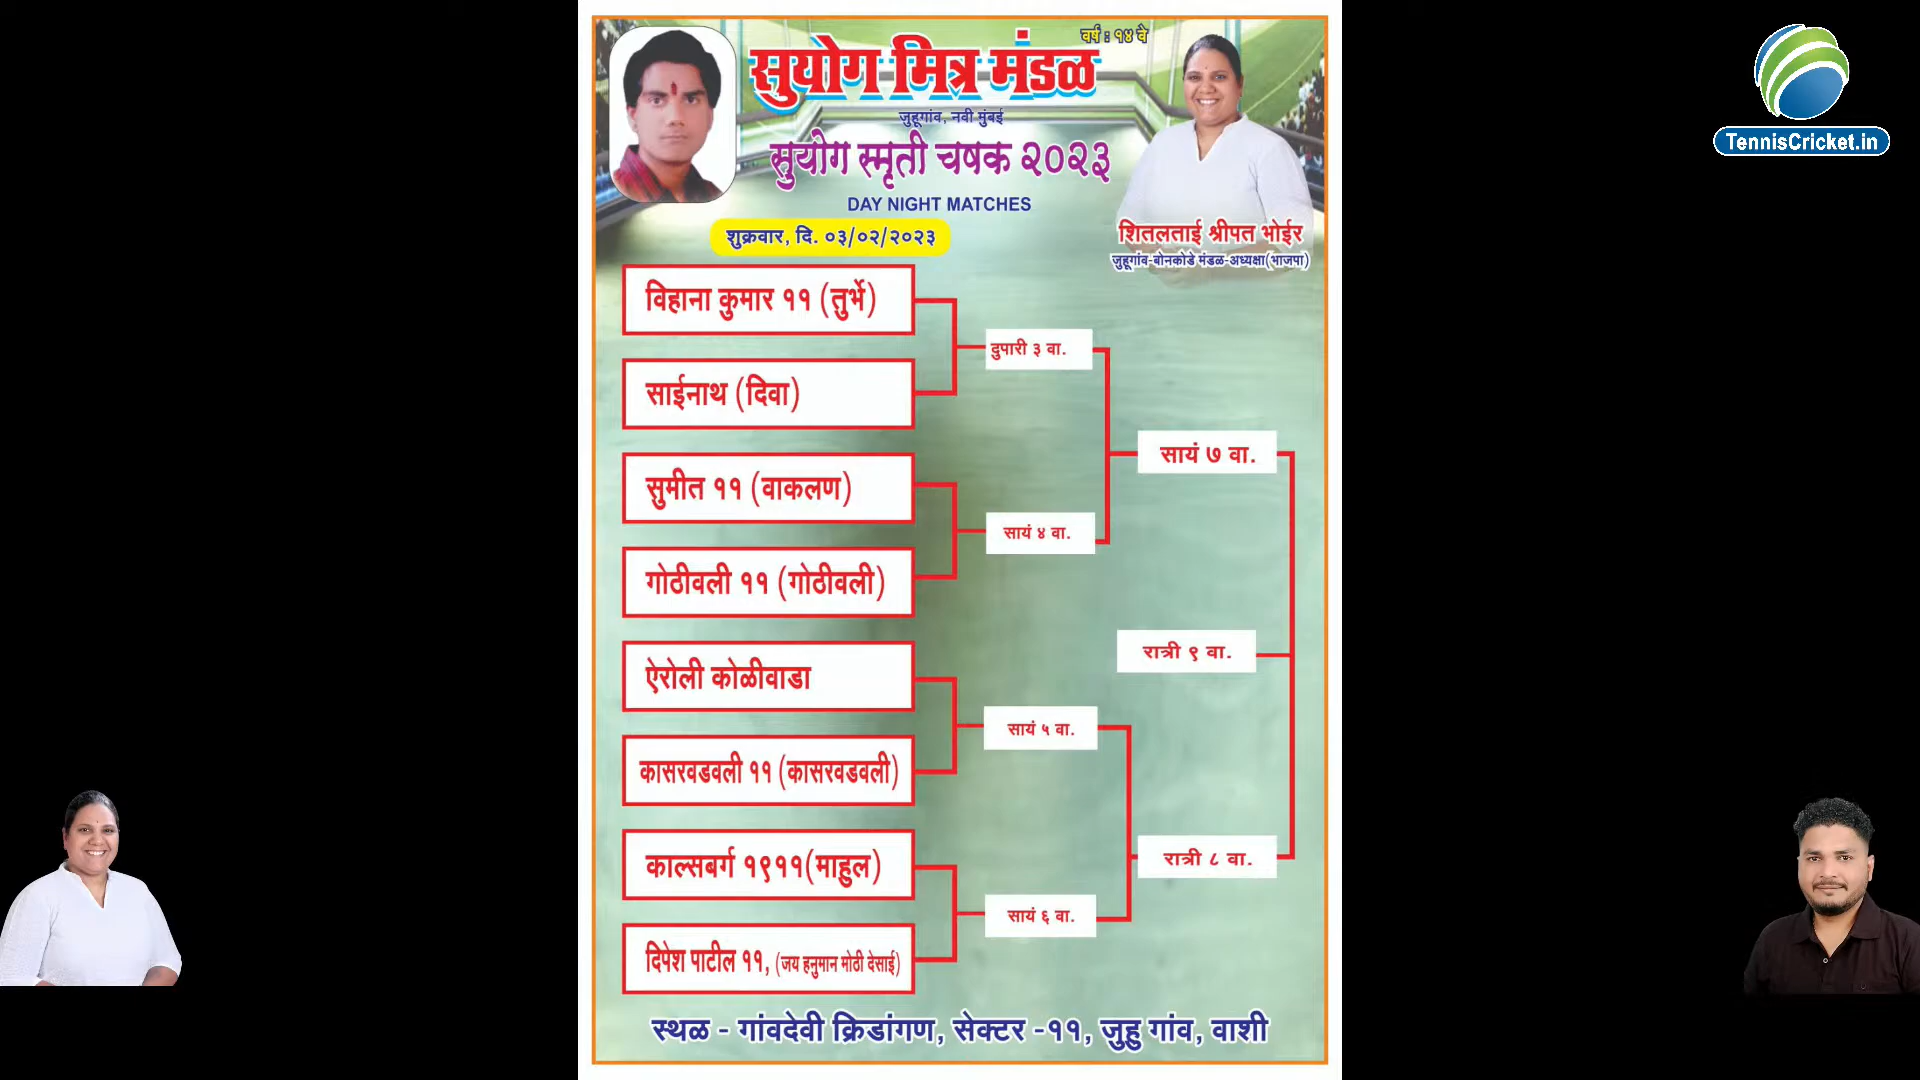 वर्ष : १४ वे
सुयोग मित्र मंडळ
जुहूगांव, नवी मुंबई
सुयोग स्मृती चषक २०२३
DAY NIGHT MATCHES
शुक्रवार, दि. ०३/०२/२०२३
शितलताई श्रीपत भोईर
जुहूगांव-बोनकोडे मंडळ-अध्यक्षा(भाजपा)
TennisCricket.in
विहाना कुमार ११ (तुर्भे)
साईनाथ (दिवा)
दुपारी ३ वा.
सुमीत ११ (वाकलण)
गोठीवली ११ (गोठीवली)
सायं ४ वा.
सायं ७ वा.
ऐरोली कोळीवाडा
कासरवडवली ११ (कासरवडवली)
सायं ५ वा.
रात्री ९ वा.
काल्सबर्ग १९११(माहुल)
दिपेश पाटील ११, (जय हनुमान मोठी देसाई)
सायं ६ वा.
रात्री ८ वा.
स्थळ - गांवदेवी क्रिडांगण, सेक्टर -११, जुहु गांव, वाशी